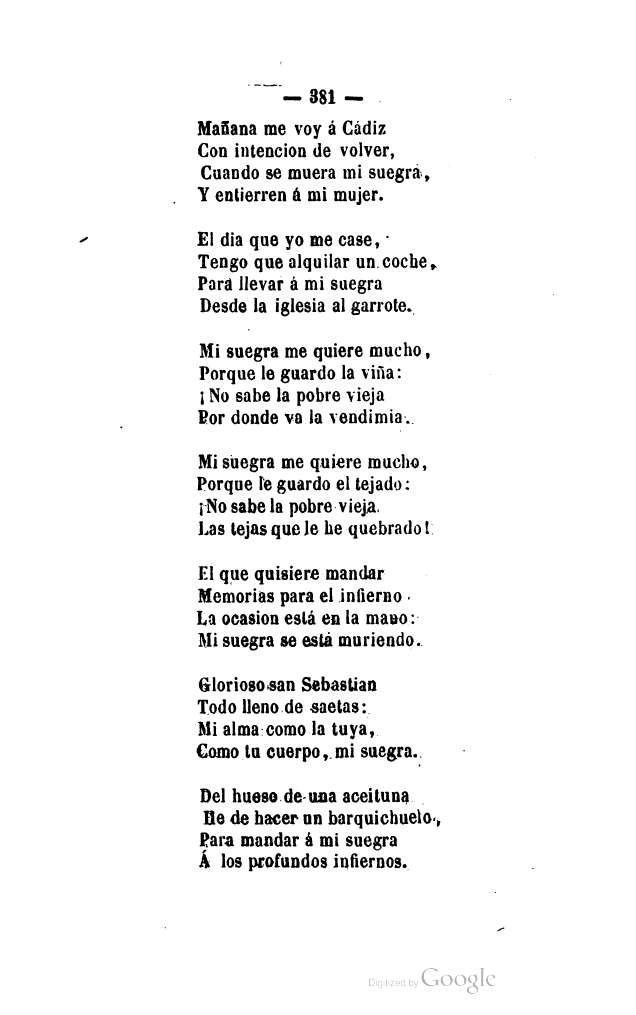 — 381 —
Mañana me voy á Cádiz
Con intencion de volver,
Cuando se muera mi suegra,
Y entierren á mi mujer.
El dia que yo me case,
Tengo que alquilar un coche,
Para llevar á mi suegra
Desde la iglesia al garrote.
Mi suegra me quiere mucho,
Porque le guardo la viña:
¡No sabe la pobre vieja
Por donde va la vendimia.
Mi suegra me quiere mucho,
Porque le guardo el tejado:
¡No sabe la pobre vieja
Las tejas que le he quebrado!
El que quisiere mandar
Memorias para el infierno
La ocasion está en la mano:
Mi suegra se está muriendo.
Glorioso san Sebastian
Todo lleno de saetas:
Mi alma como la tuya,
Como tu cuerpo, mi suegra.
Del hueso de una aceituna
He de hacer un barquichuelo,
Para mandar á mi suegra
Á los profundos infiernos.
Digitized by Google